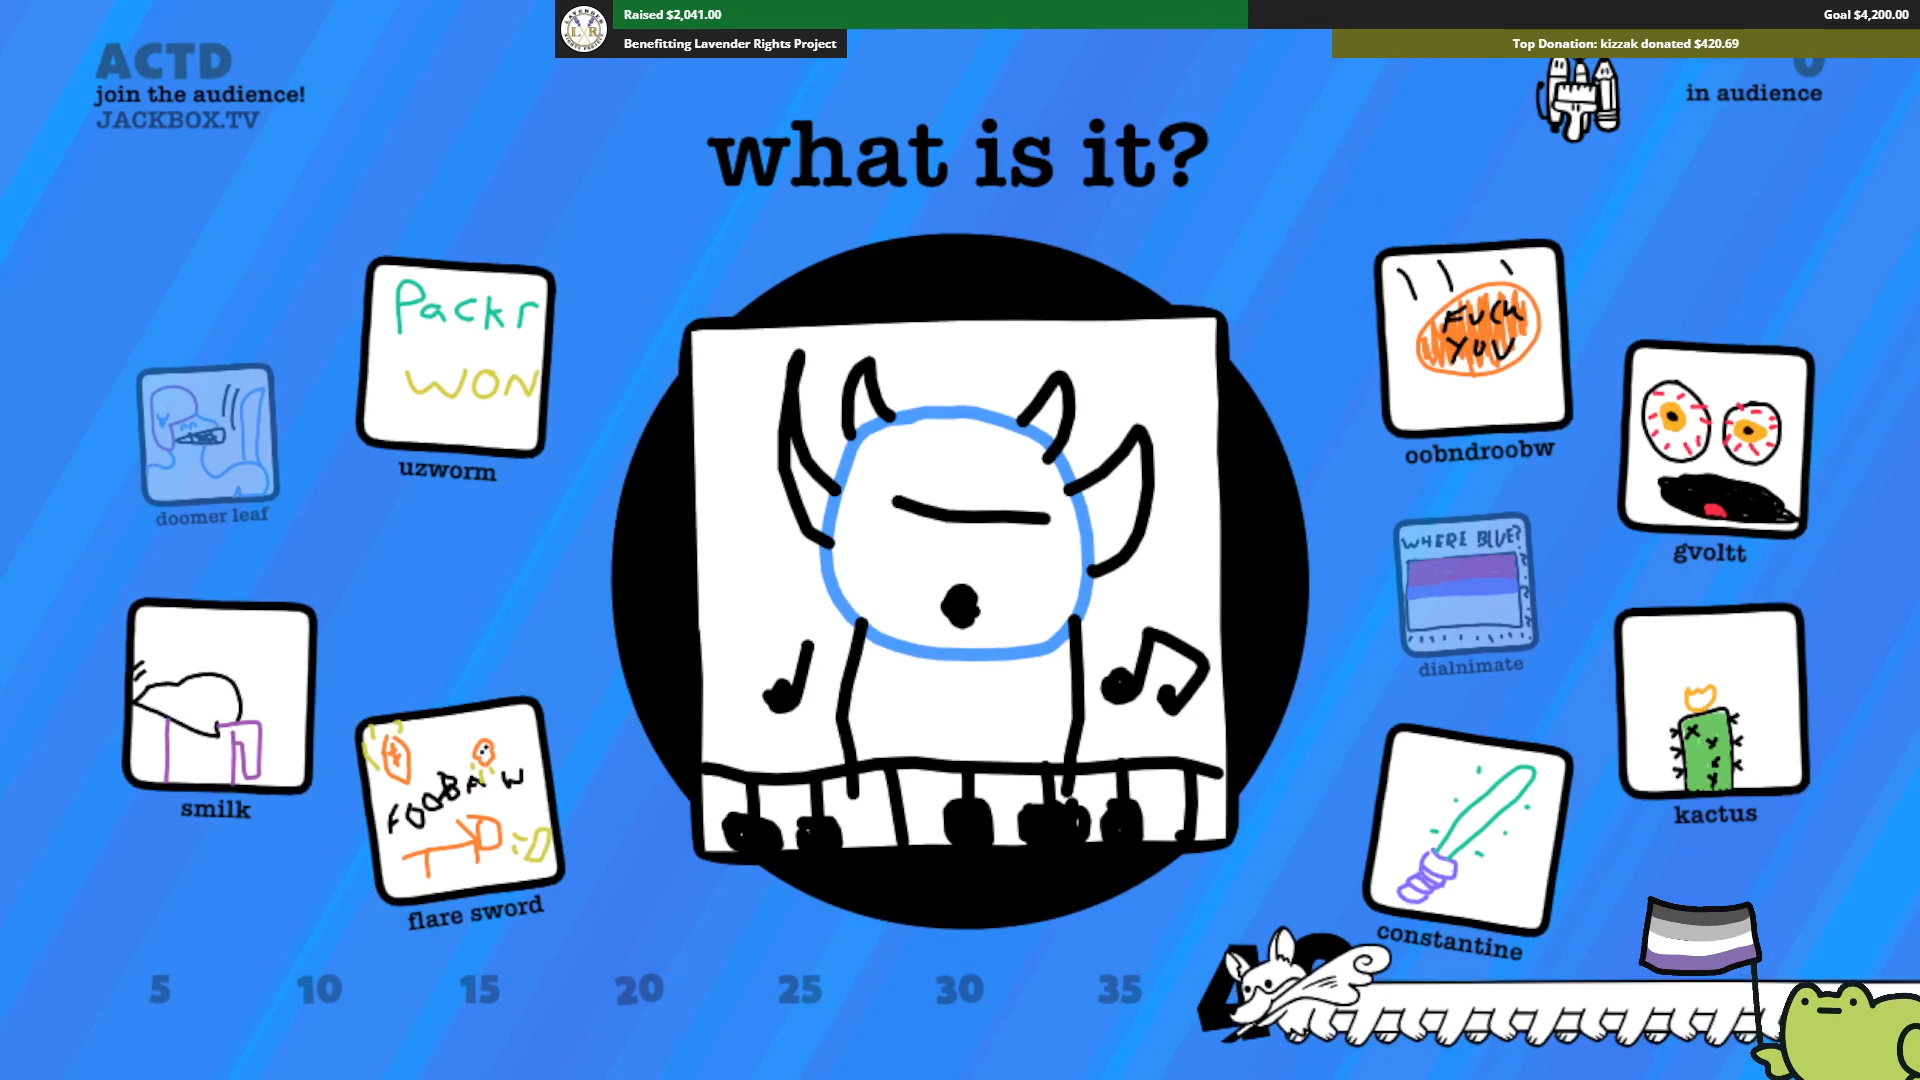 Raised $2,041.00
Goal $4,200.00
Benefitting Lavender Rights Project
Top Donation: kizzak donated $420.69
ACTD
join the audience!
JACKBOX.TV
in audience
what is it?
Packr
WON
uzworm
doomer leaf
smilk
FOOBAW
flare sword
FUCK
YOU
oobndroobw
gvoltt
WHERE BLUE?
dialnimate
kactus
constantine
5 10 15 20 25 30 35